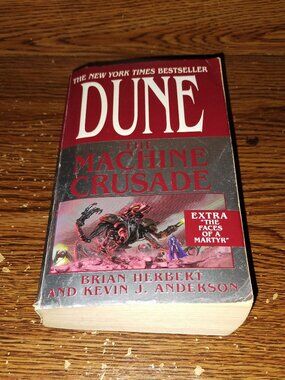 THE NEW YORK TIMES BESTSELLER
DUNE
THE
MACHINE
CRUSADE
EXTRA
"THE FACES
OF A
MARTYR"
BRIAN HERBERT
AND KEVIN J. ANDERSON